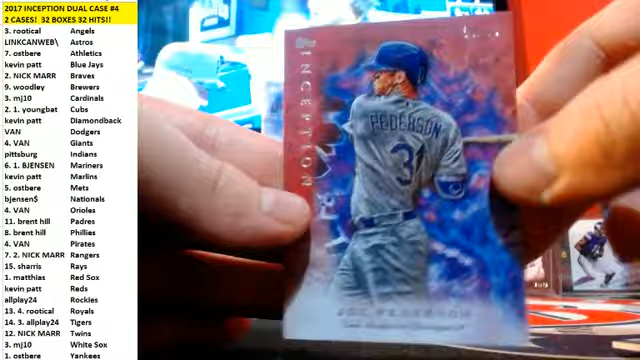 2017 INCEPTION DUAL CASE #4
2 CASES! 32 BOXES 32 HITS!!
3. rootical Angels
LINKCANWEB\ Astros
7. ostbere Athletics
kevin patt Blue Jays
2. NICK MARR Braves
9. woodley Brewers
3. mj10 Cardinals
2. 1. youngbat Cubs
kevin patt Diamondback
VAN Dodgers
4. VAN Giants
pittsburg Indians
6. 1. BJENSEN Mariners
kevin patt Marlins
5. ostbere Mets
bjensen$ Nationals
4. VAN Orioles
11. brent hill Padres
8. brent hill Phillies
4. VAN Pirates
7. 2. NICK MARR Rangers
15. sharris Rays
1. matthias Red Sox
kevin patt Reds
allplay24 Rockies
13. 4. rootical Royals
14. 3. allplay24 Tigers
12. NICK MARR Twins
3. mj10 White Sox
1. ostbere Yankees
INCEPTION
PEDERSON
31
JOC PEDERSON